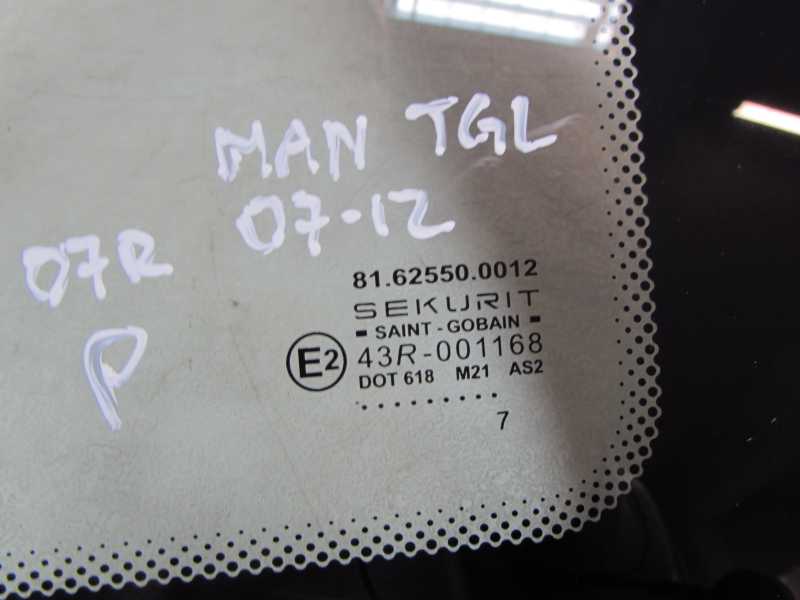 MAN TGL
07-12
07R
P
81.62550.0012
SEKURIT
SAINT - GOBAIN
E2
43R-001168
DOT 618 M21 AS2
..........
7